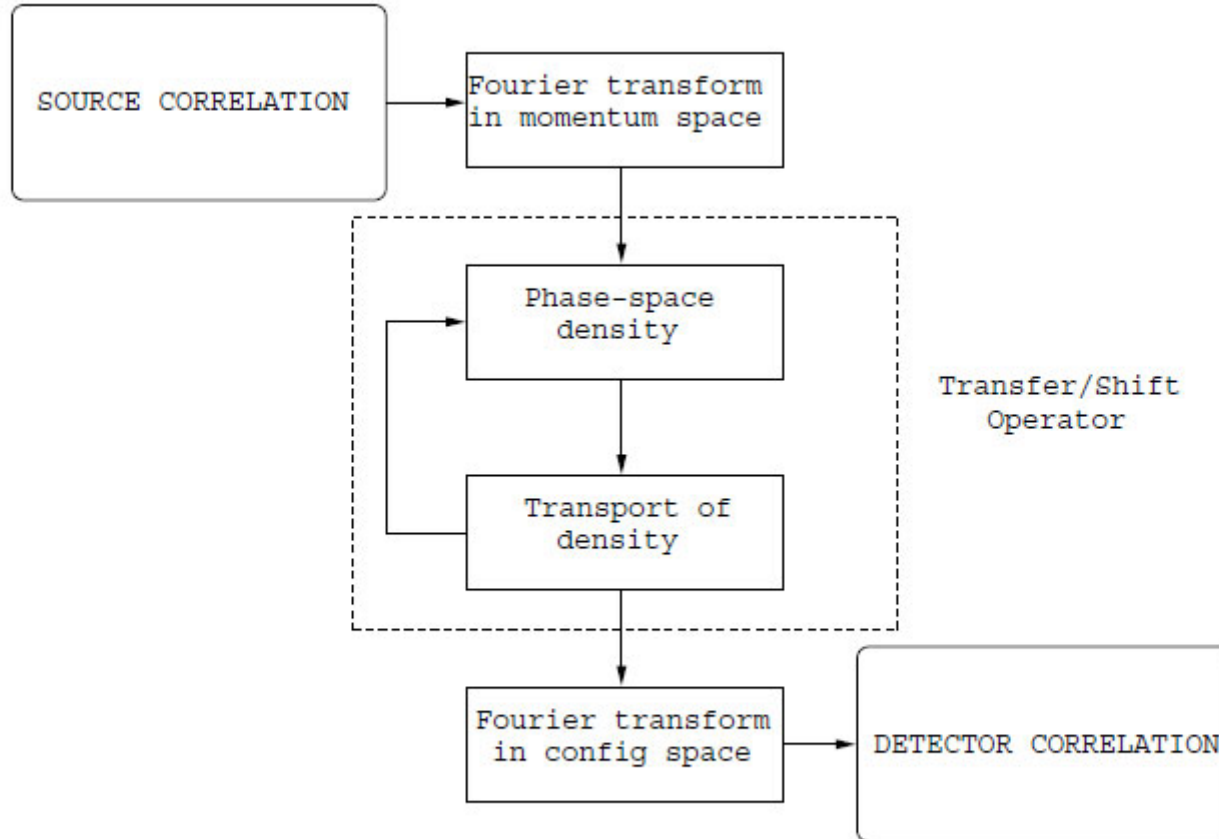 SOURCE CORRELATION
Fourier transform
in momentum space
Phase-space
density
Transfer/Shift
Operator
Transport of
density
Fourier transform
in config space
DETECTOR CORRELATION